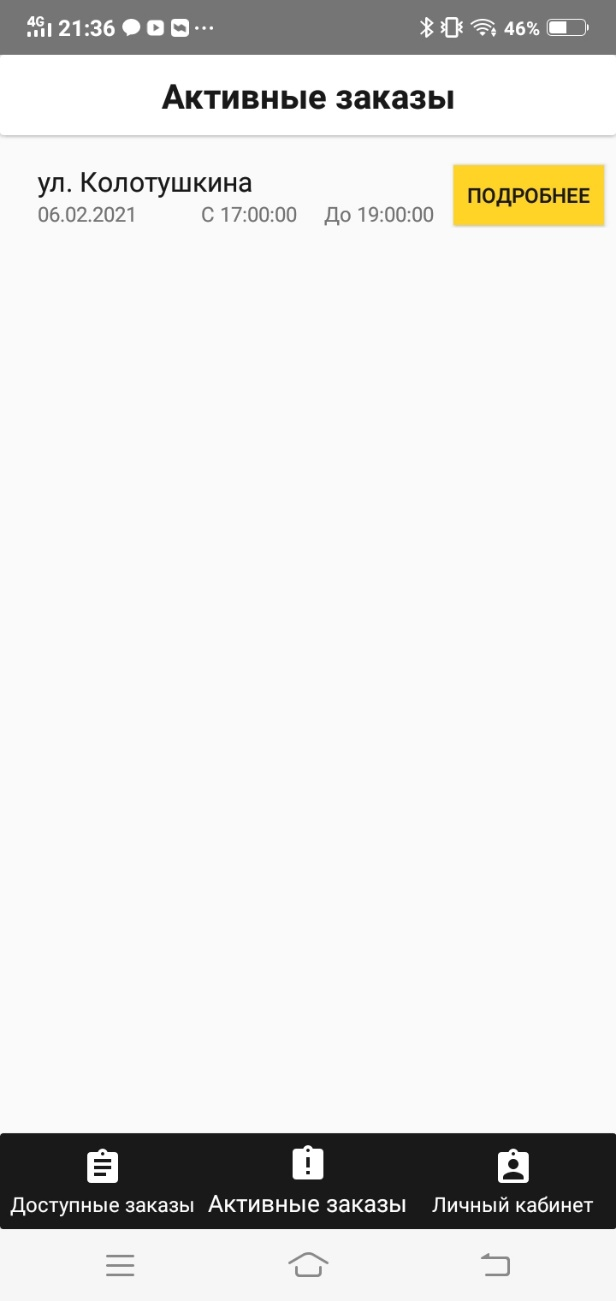 4G 21:36 46%
Активные заказы
ул. Колотушкина
06.02.2021 С 17:00:00 До 19:00:00
ПОДРОБНЕЕ
Доступные заказы Активные заказы Личный кабинет